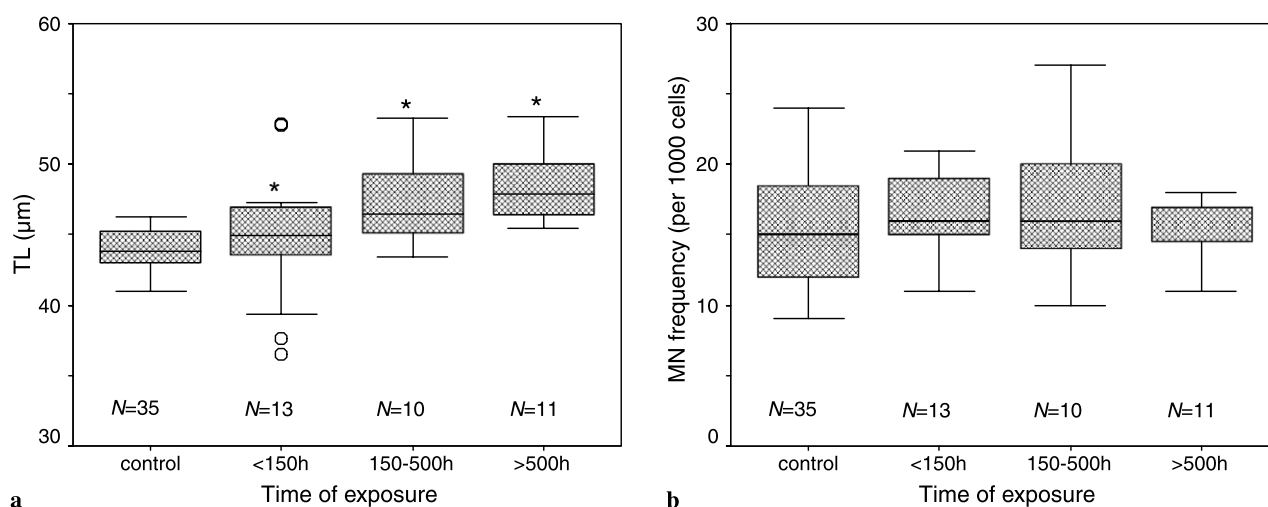 60
50
40
30
TL (µm)
*
*
*
N=35
N=13
N=10
N=11
control
<150h
150-500h
>500h
Time of exposure
a
30
20
10
0
MN frequency (per 1000 cells)
N=35
N=13
N=10
N=11
control
<150h
150-500h
>500h
Time of exposure
b